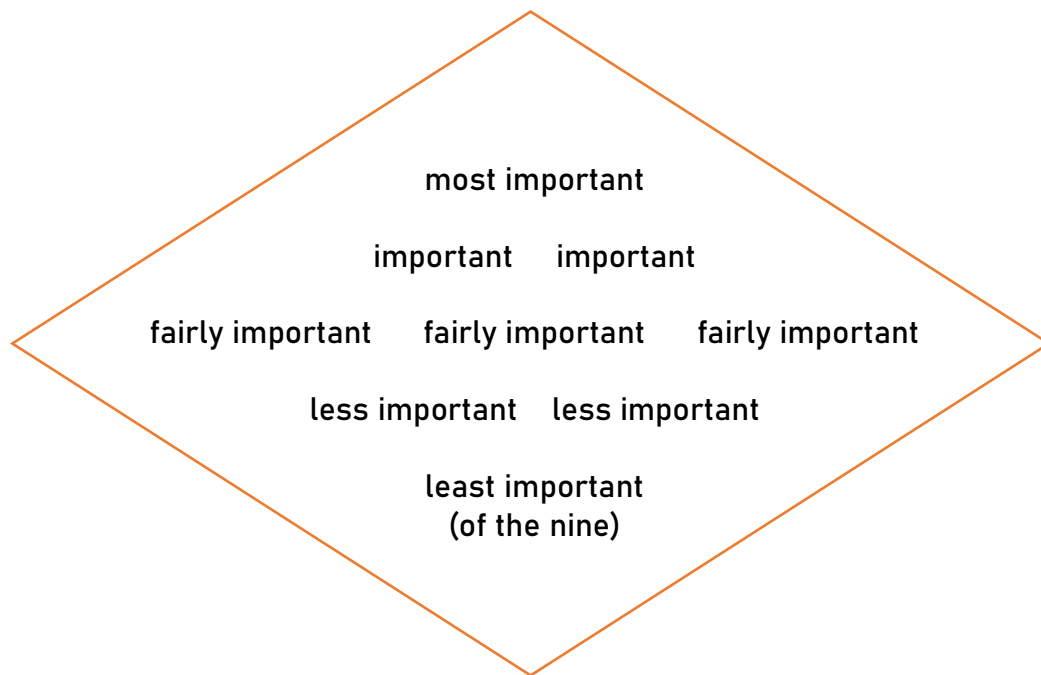 most important
important important
fairly important fairly important fairly important
less important less important
least important
(of the nine)